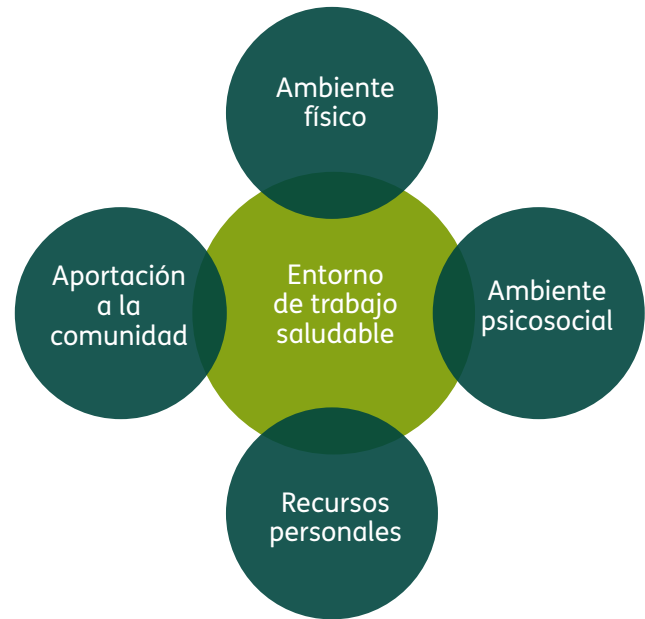 Ambiente
físico
Aportación
a la
comunidad
Entorno
de trabajo
saludable
Ambiente
psicosocial
Recursos
personales